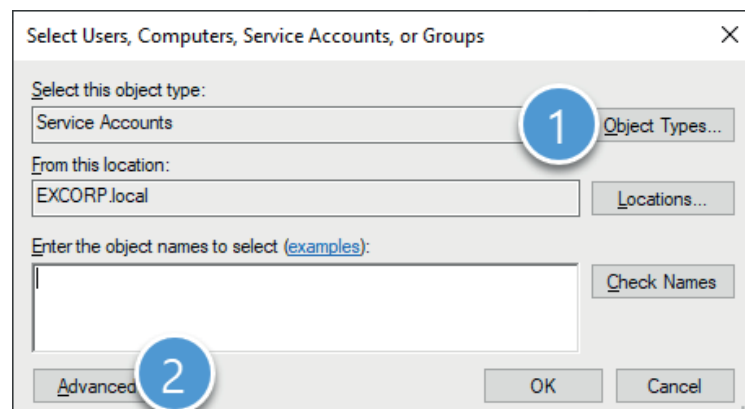 Select Users, Computers, Service Accounts, or Groups
Select this object type:
Service Accounts
1
Object Types...
From this location:
EXCORP.local
Locations...
Enter the object names to select (examples):
Check Names
Advanced
2
OK
Cancel